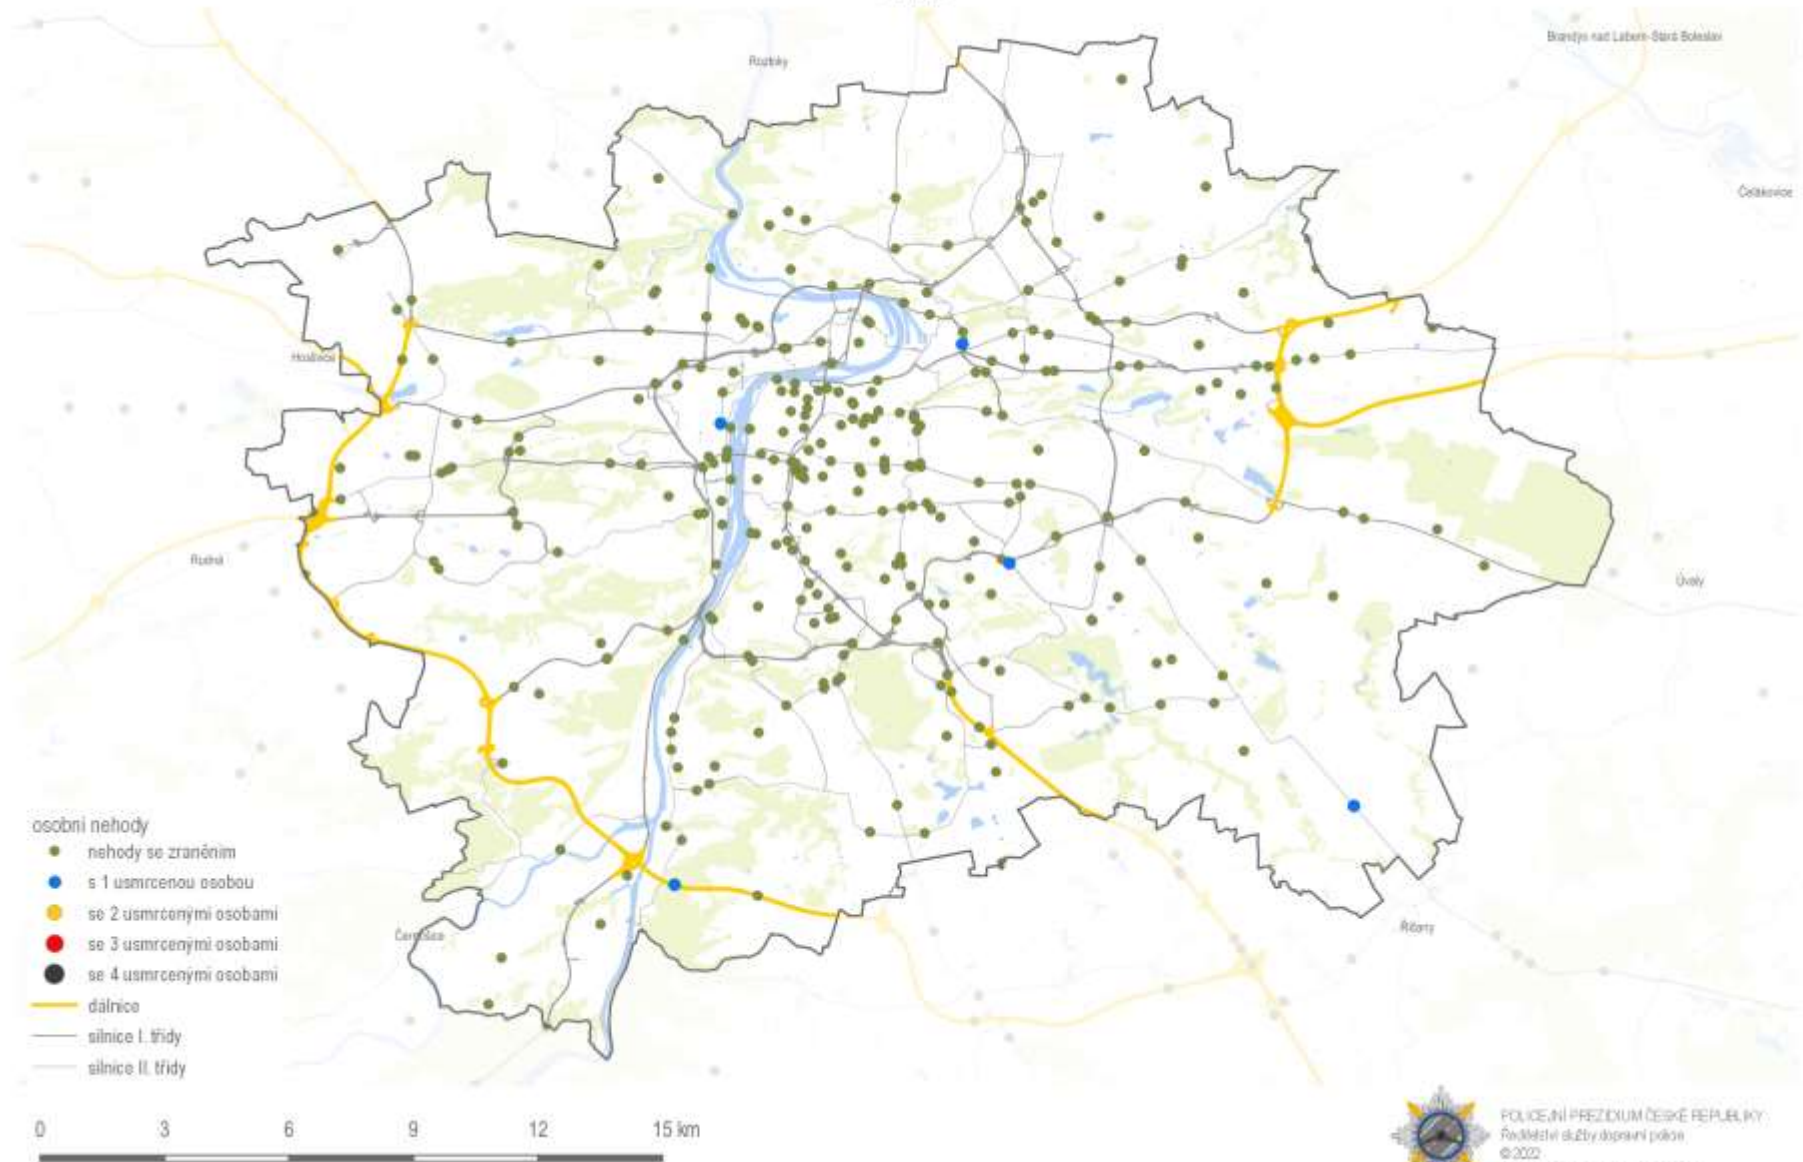 Brandýs nad Labem-Stará Boleslav
Roztoky
Čelákovice
Hostivice
Rudná
Úvaly
osobní nehody
nehody se zraněním
s 1 usmrcenou osobou
se 2 usmrcenými osobami
se 3 usmrcenými osobami
se 4 usmrcenými osobami
dálnice
silnice I. třídy
silnice II. třídy
Černošice
Říčany
0 3 6 9 12 15 km
POLICEJNÍ PREZIDIUM ČESKÉ REPUBLIKY
Ředitelství služby dopravní policie
© 2022